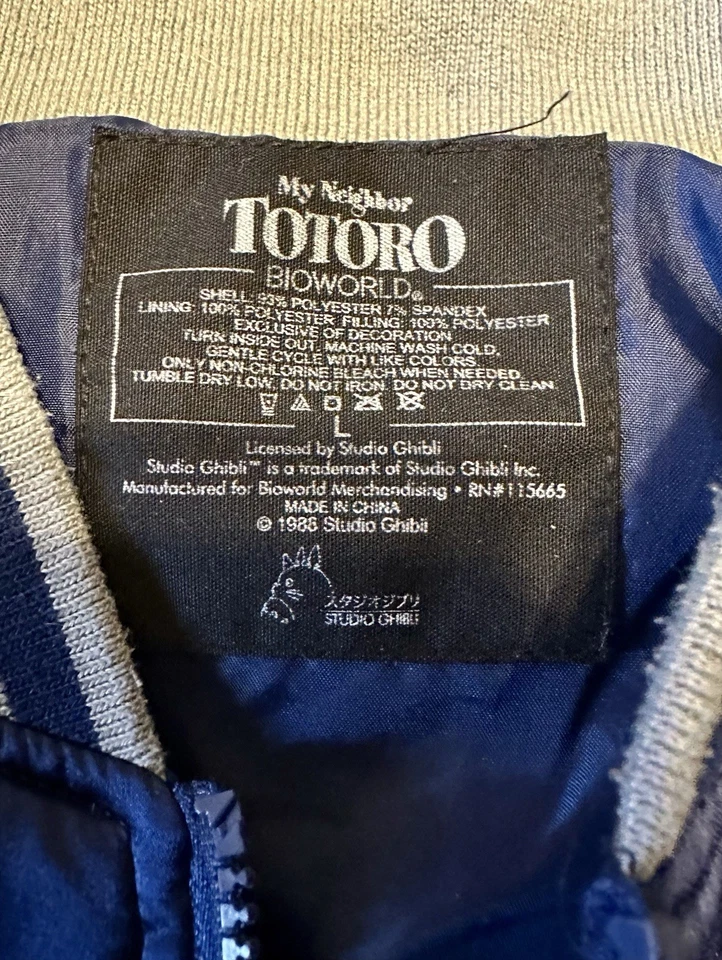 My Neighbor
TOTORO
BIOWORLD®
SHELL: 93% POLYESTER 7% SPANDEX
LINING: 100% POLYESTER FILLING: 100% POLYESTER
EXCLUSIVE OF DECORATION
TURN INSIDE OUT. MACHINE WASH COLD.
GENTLE CYCLE WITH LIKE COLORS.
ONLY NON-CHLORINE BLEACH WHEN NEEDED.
TUMBLE DRY LOW. DO NOT IRON. DO NOT DRY CLEAN.
L
Licensed by Studio Ghibli
Studio Ghibli™ is a trademark of Studio Ghibli Inc.
Manufactured for Bioworld Merchandising • RN#115665
MADE IN CHINA
© 1988 Studio Ghibli
スタジオジブリ
STUDIO GHIBLI